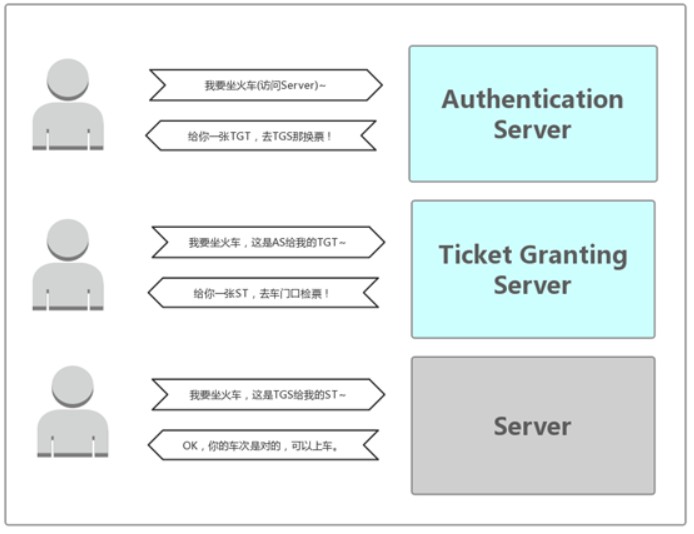 我要坐火车(访问Server)~
Authentication
Server
给你一张TGT，去TGS那换票！
我要坐火车，这是AS给我的TGT~
Ticket Granting
Server
给你一张ST，去车门口检票！
我要坐火车，这是TGS给我的ST~
Server
OK，你的车次是对的，可以上车。